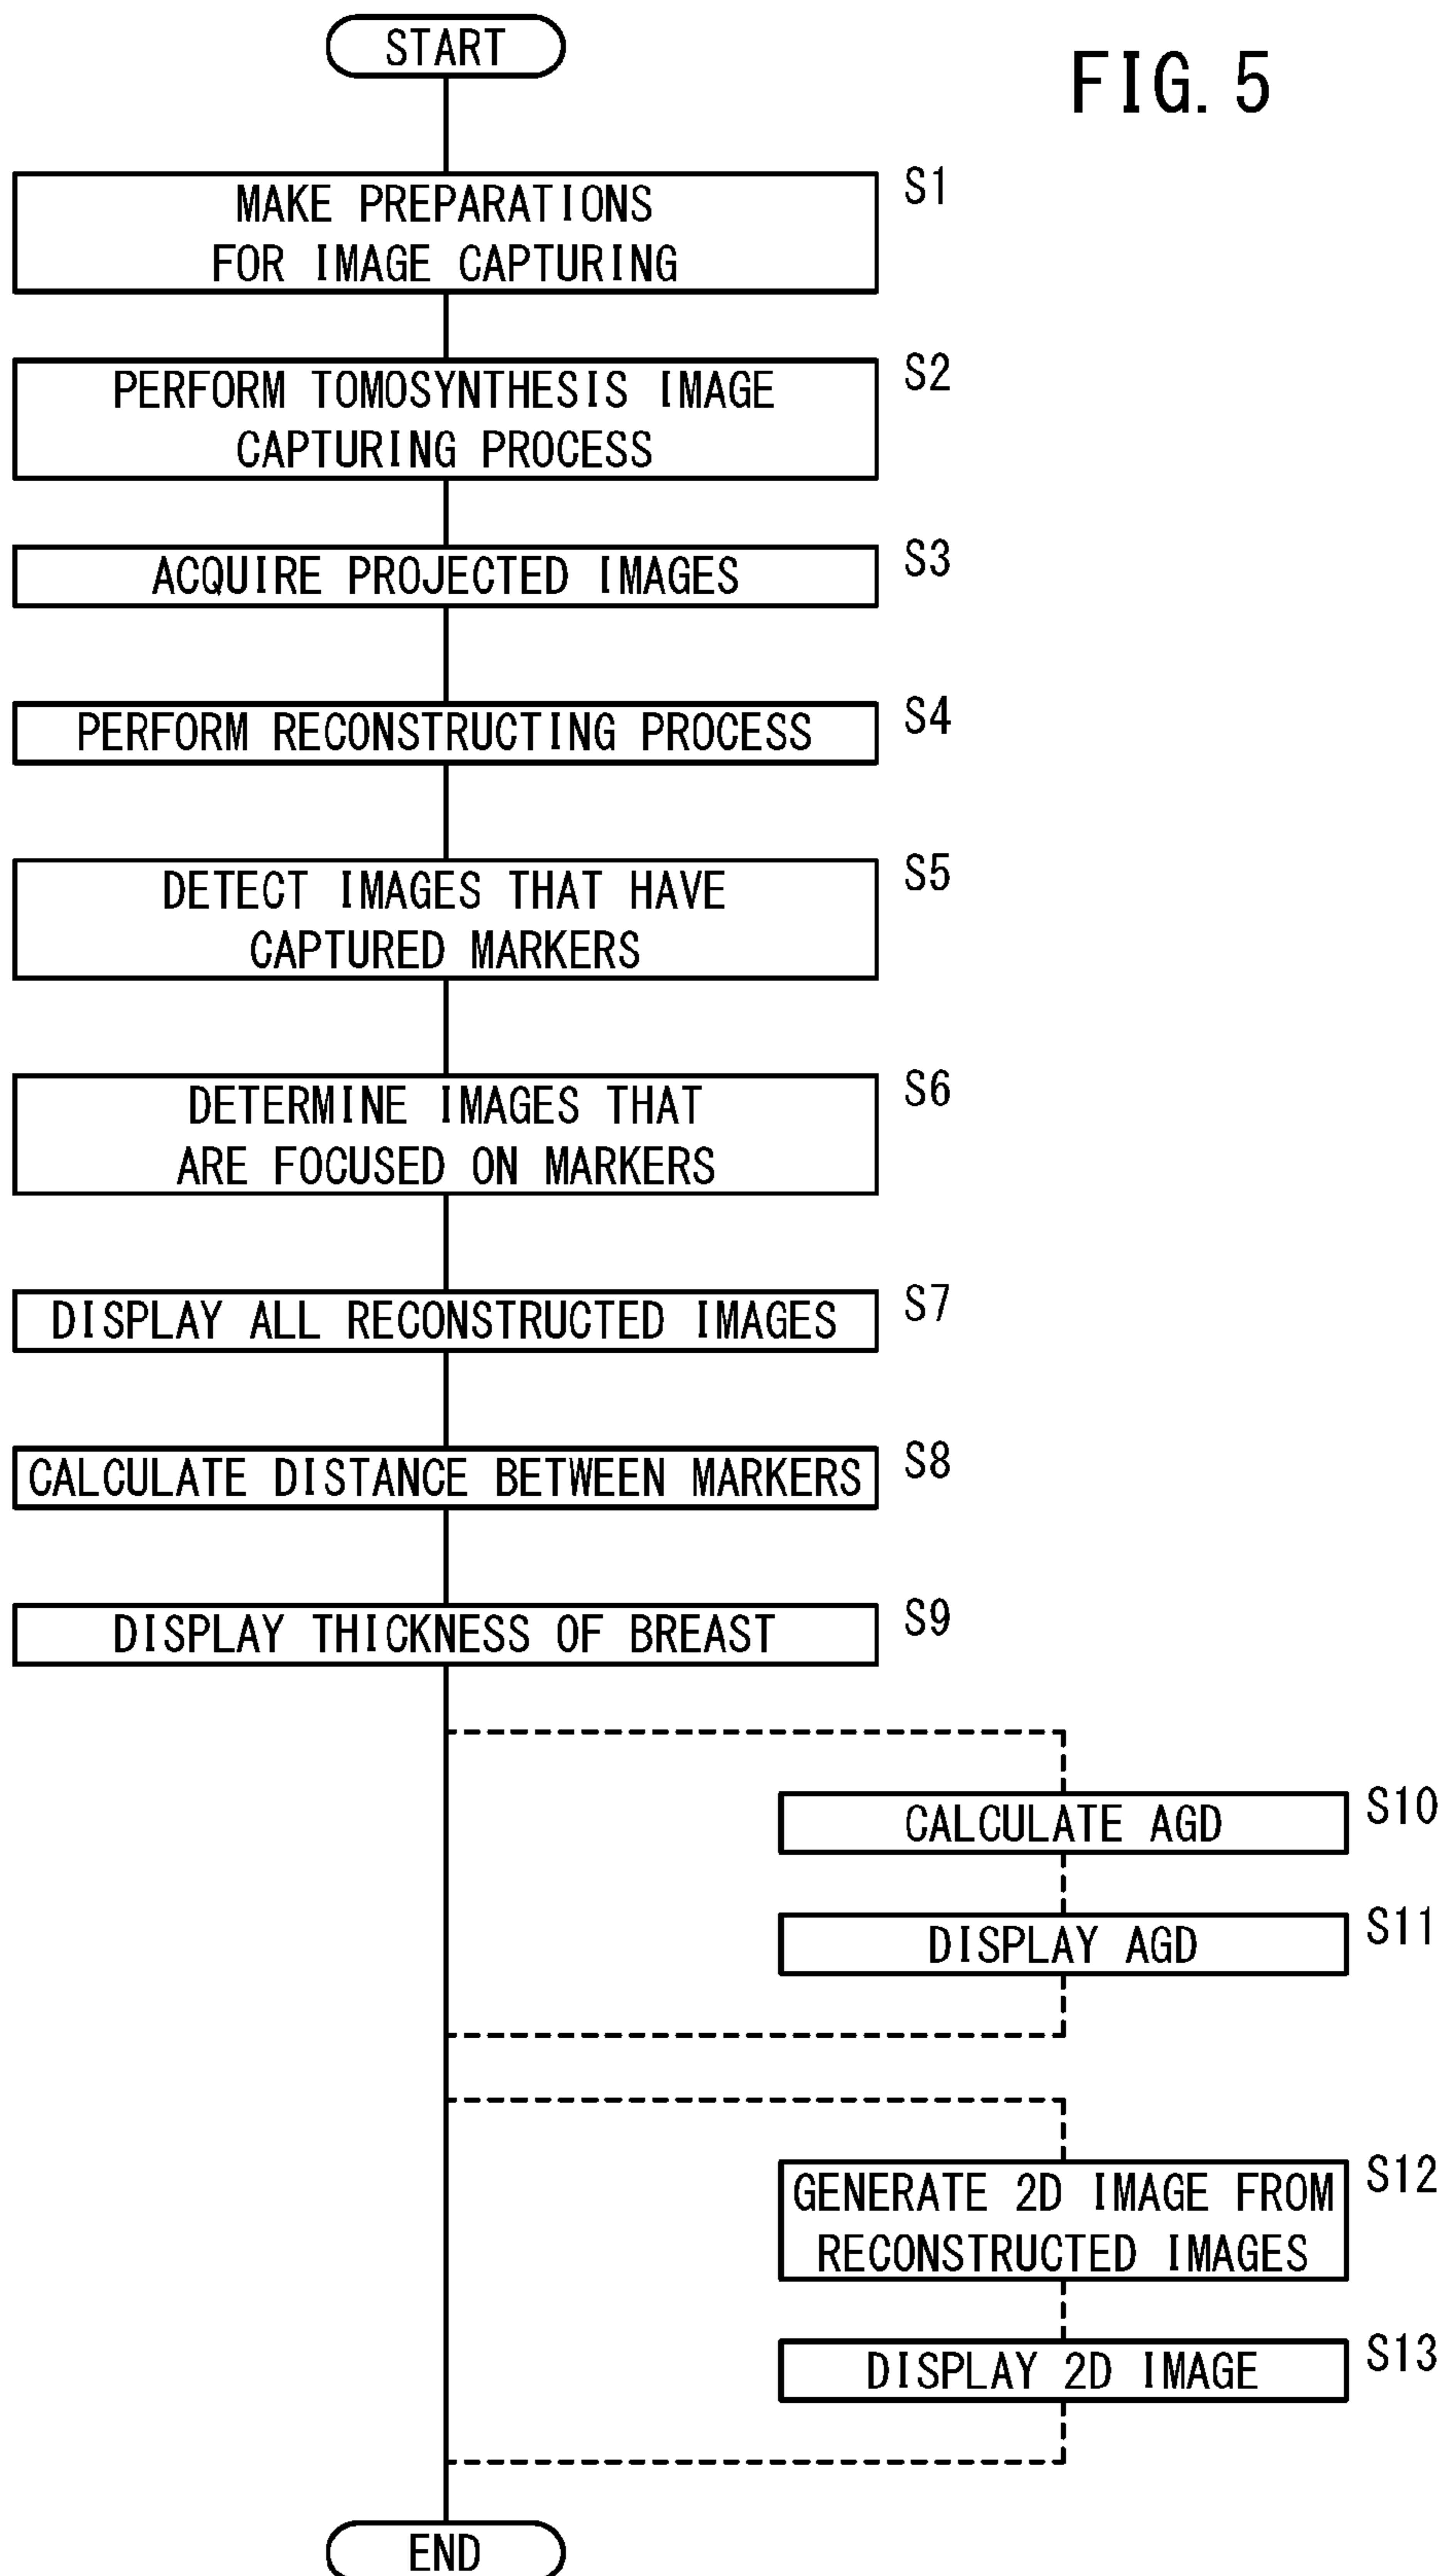 START
FIG. 5
MAKE PREPARATIONS
FOR IMAGE CAPTURING
S1
PERFORM TOMOSYNTHESIS IMAGE
CAPTURING PROCESS
S2
ACQUIRE PROJECTED IMAGES
S3
PERFORM RECONSTRUCTING PROCESS
S4
DETECT IMAGES THAT HAVE
CAPTURED MARKERS
S5
DETERMINE IMAGES THAT
ARE FOCUSED ON MARKERS
S6
DISPLAY ALL RECONSTRUCTED IMAGES
S7
CALCULATE DISTANCE BETWEEN MARKERS
S8
DISPLAY THICKNESS OF BREAST
S9
CALCULATE AGD
S10
DISPLAY AGD
S11
GENERATE 2D IMAGE FROM
RECONSTRUCTED IMAGES
S12
DISPLAY 2D IMAGE
S13
END